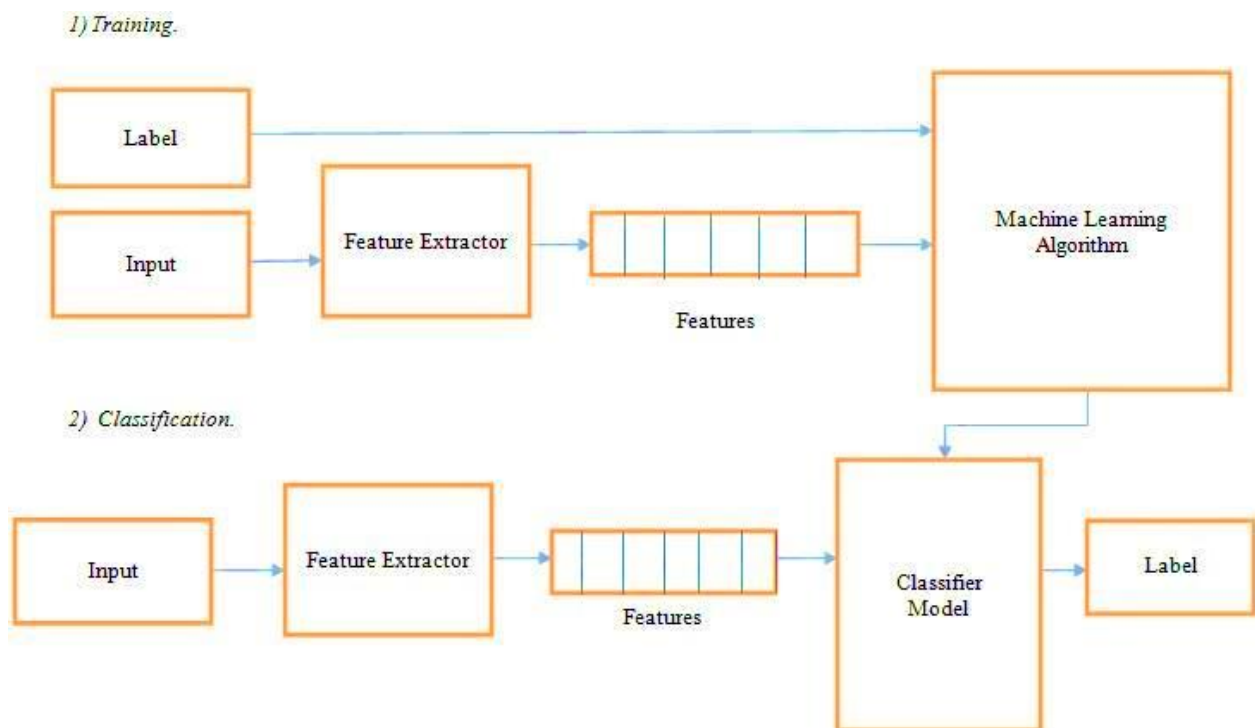 1) Training.
Label
Input
Feature Extractor
Features
Machine Learning
Algorithm
2) Classification.
Input
Feature Extractor
Features
Classifier
Model
Label